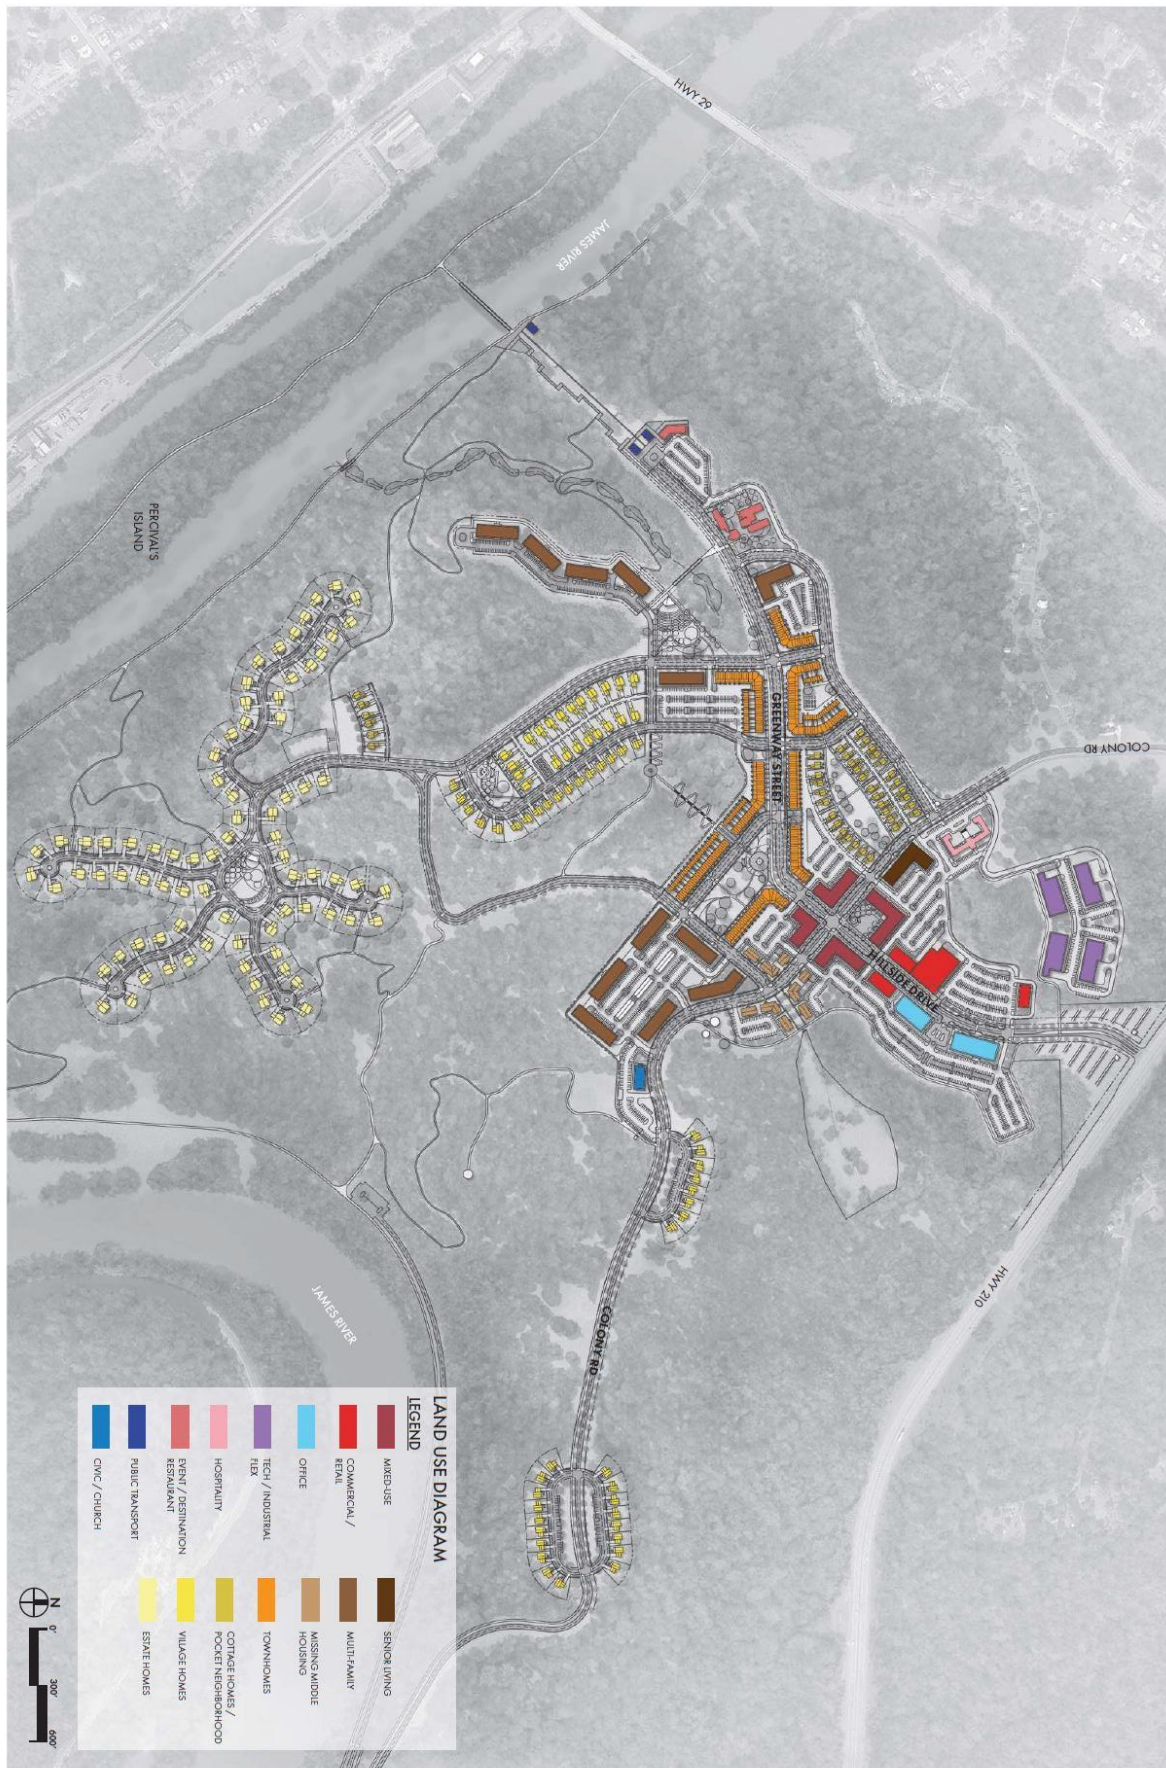 HWY 29
JAMES RIVER
PERCIVAL'S
ISLAND
GREENWAY STREET
COLONY RD
HILLSIDE DRIVE
HWY 210
COLONY RD
JAMES RIVER
LAND USE DIAGRAM
LEGEND
MIXED-USE
COMMERCIAL /
RETAIL
OFFICE
TECH / INDUSTRIAL
FLEX
HOSPITALITY
EVENT / DESTINATION
RESTAURANT
PUBLIC TRANSPORT
CIVIC / CHURCH
SENIOR LIVING
MULTI-FAMILY
MISSING MIDDLE
HOUSING
TOWNHOMES
COTTAGE HOMES /
POCKET NEIGHBORHOOD
VILLAGE HOMES
ESTATE HOMES
N
0'
300'
600'